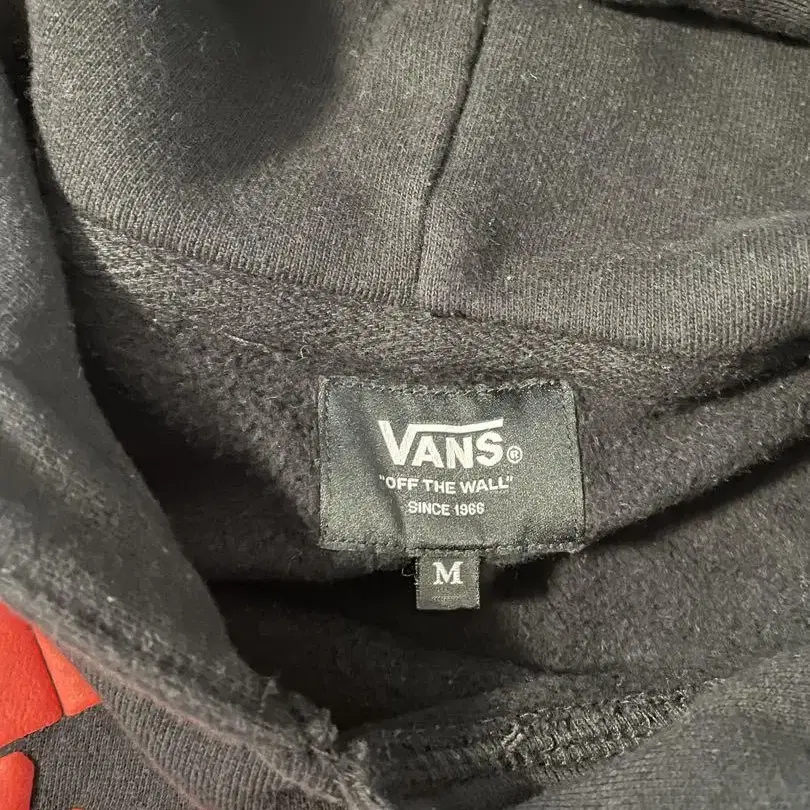 VANS®
"OFF THE WALL"
SINCE 1966
M